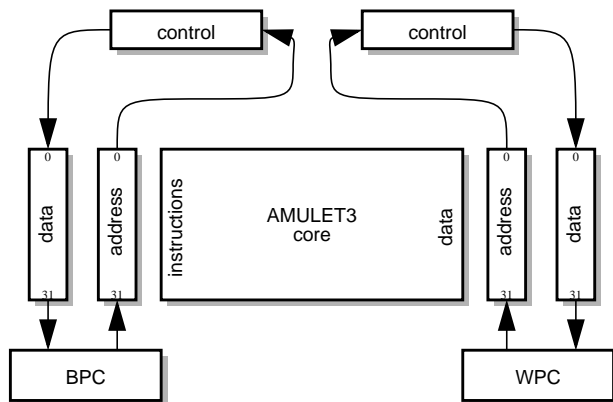 control
control
0
0
0
0
data
address
instructions
AMULET3
core
data
address
data
31
31
31
31
BPC
WPC